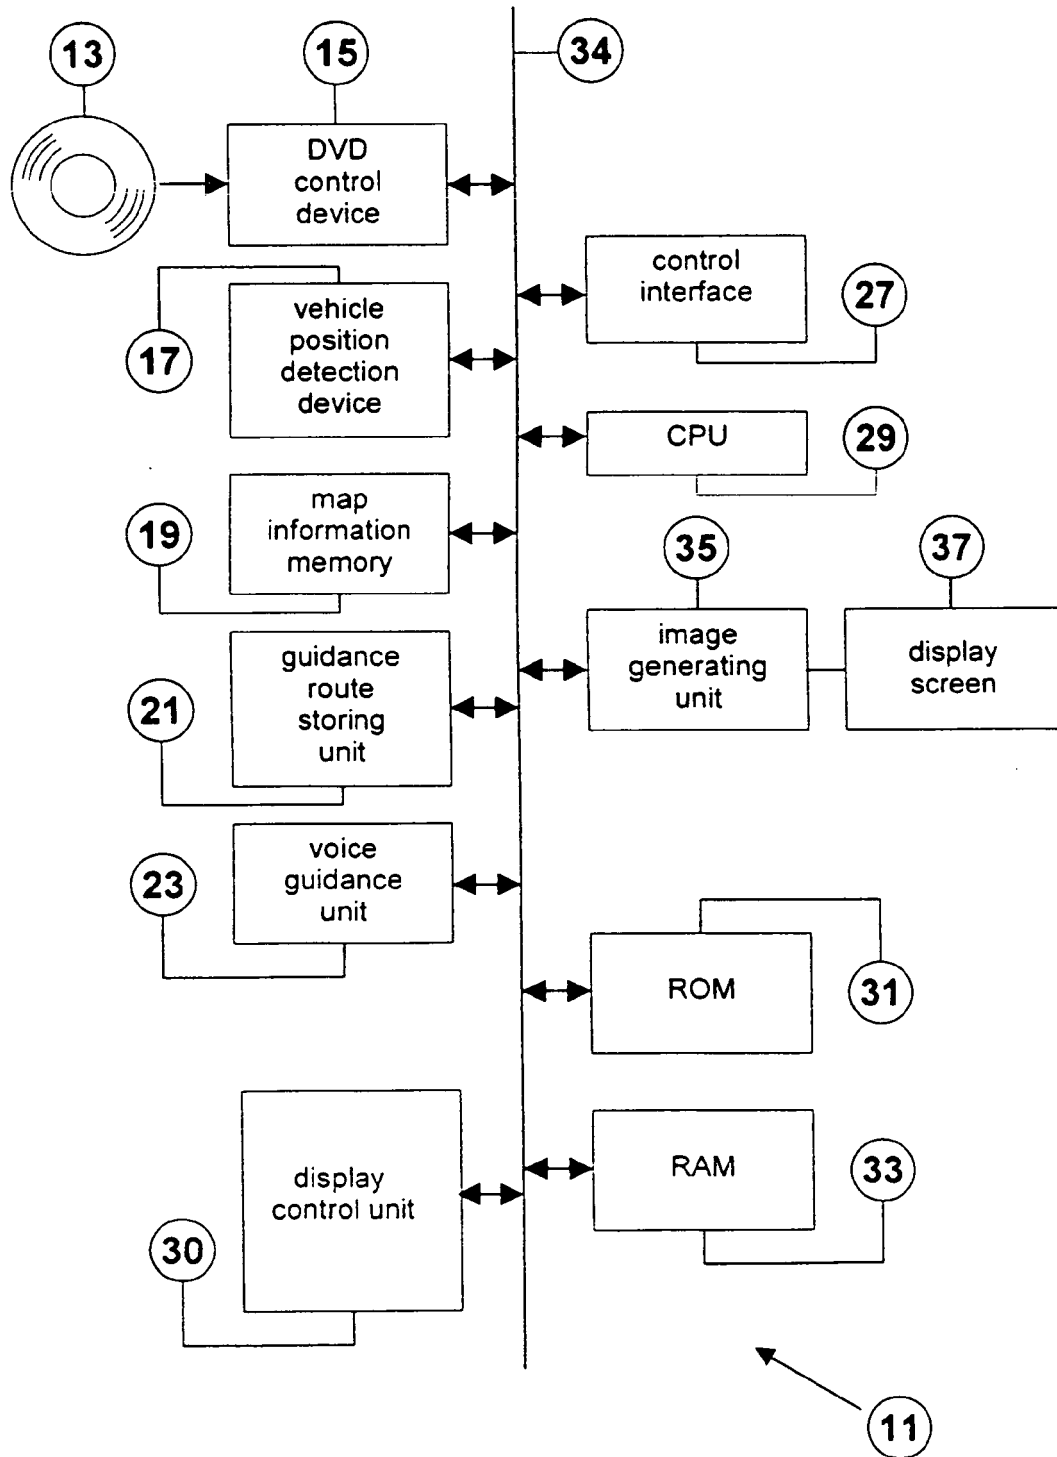 13
15
34
DVD
control
device
control
interface
27
vehicle
position
detection
device
17
CPU
29
map
information
memory
19
35
37
image
generating
unit
display
screen
guidance
route
storing
unit
21
voice
guidance
unit
23
ROM
31
display
control unit
30
RAM
33
11